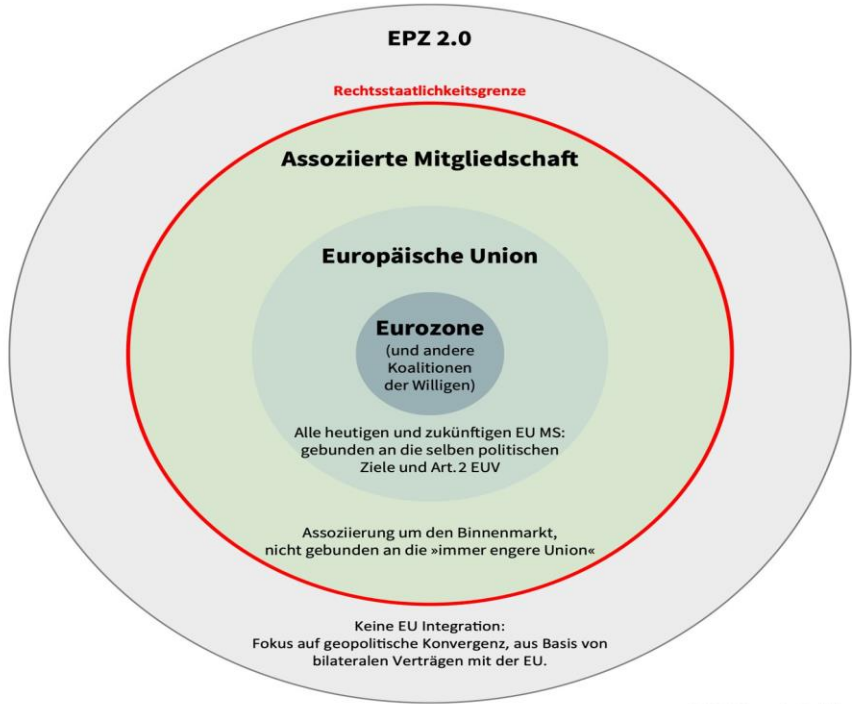 EPZ 2.0
Rechtsstaatlichkeitsgrenze
Assoziierte Mitgliedschaft
Europäische Union
Eurozone
(und andere
Koalitionen
der Willigen)
Alle heutigen und zukünftigen EU MS:
gebunden an die selben politischen
Ziele und Art. 2 EUV
Assoziierung um den Binnenmarkt,
nicht gebunden an die »immer engere Union«
Keine EU Integration:
Fokus auf geopolitische Konvergenz, aus Basis von
bilateralen Verträgen mit der EU.